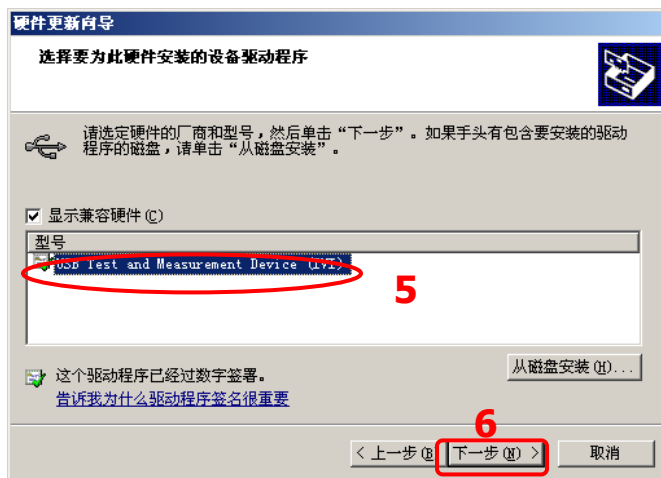 硬件更新向导
选择要为此硬件安装的设备驱动程序
请选定硬件的厂商和型号，然后单击“下一步”。如果手头有包含要安装的驱动
程序的磁盘，请单击“从磁盘安装”。
显示兼容硬件(C)
型号
USB Test and Measurement Device (IVI)
5
这个驱动程序已经过数字签署。
告诉我为什么驱动程序签名很重要
从磁盘安装(H)...
6
< 上一步(B
下一步(N) >
取消